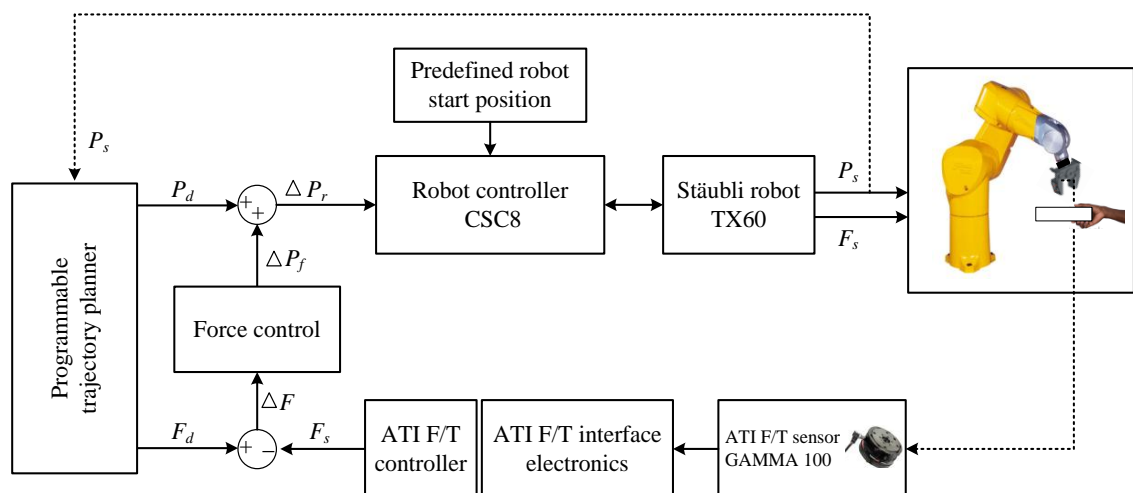 Predefined robot
start position
P_s
P_d
+
+
△P_r
Robot controller
CSC8
Stäubli robot
TX60
P_s
F_s
△P_f
Programmable
trajectory planner
Force control
△F
F_d
+
−
F_s
ATI F/T
controller
ATI F/T interface
electronics
ATI F/T sensor
GAMMA 100